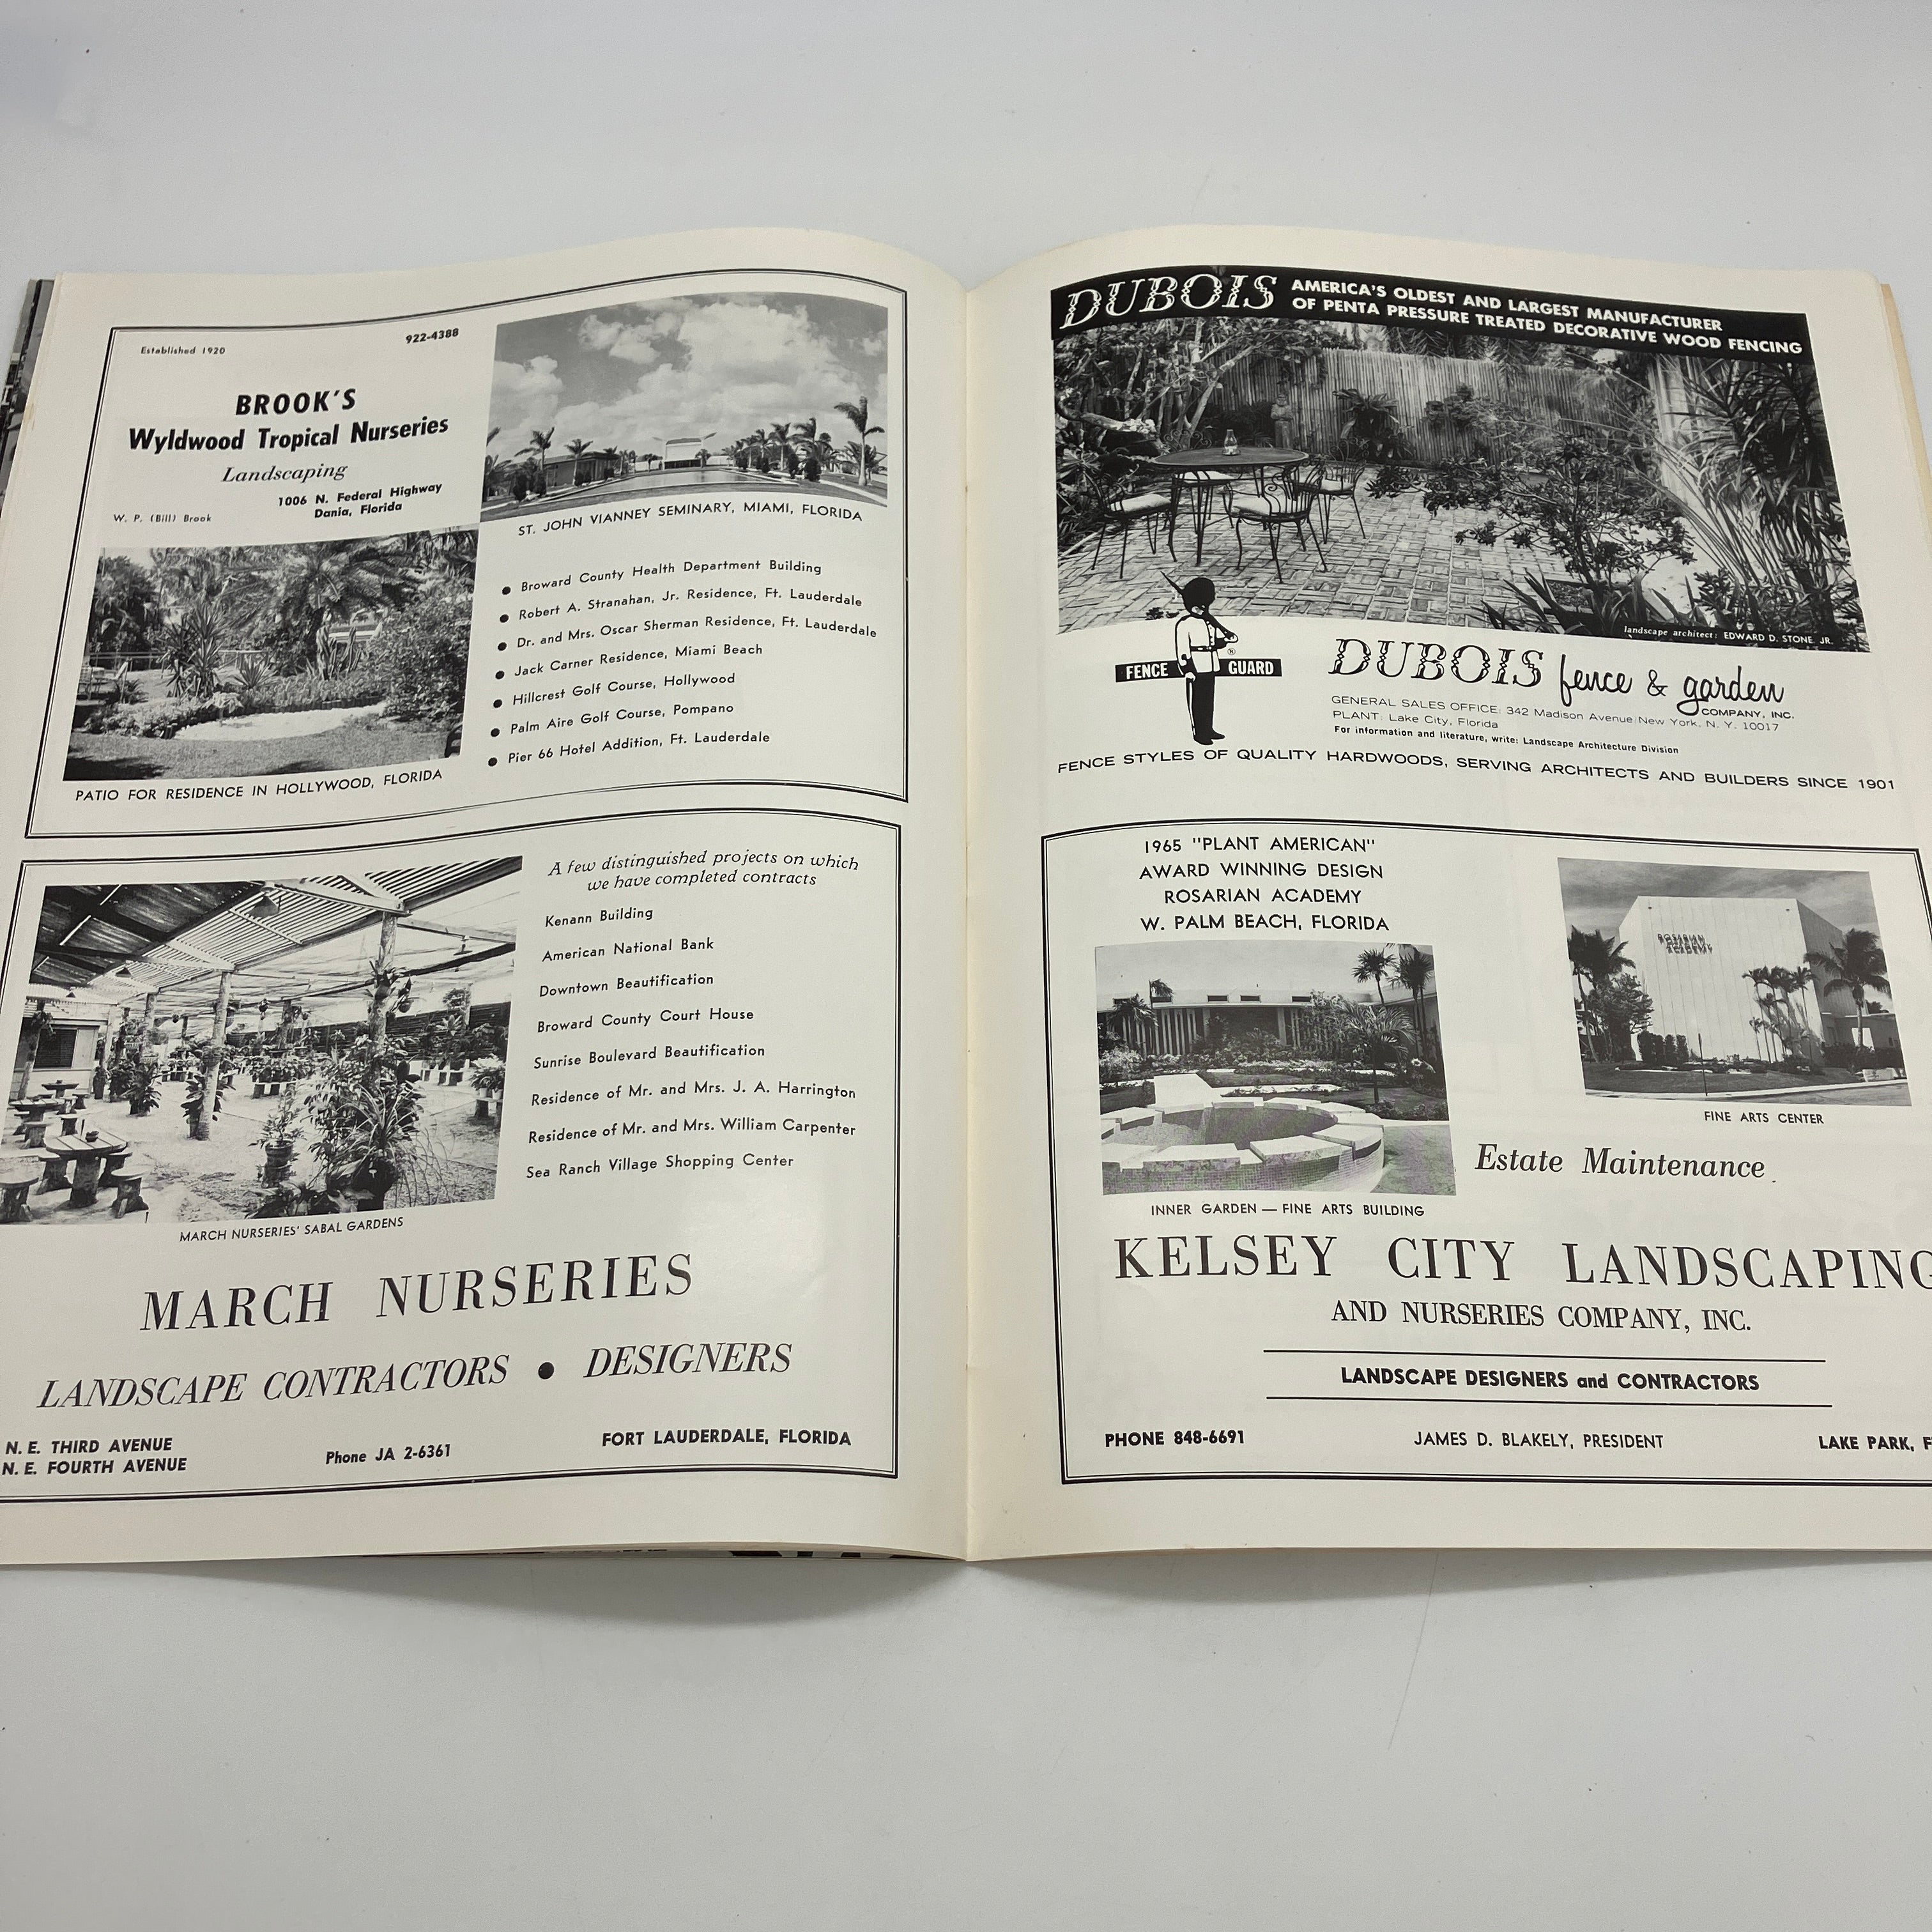 Established 1920
922-4388
BROOK'S
Wyldwood Tropical Nurseries
Landscaping
1006 N. Federal Highway
Dania, Florida
W. P. (Bill) Brook
PATIO FOR RESIDENCE IN HOLLYWOOD, FLORIDA
ST. JOHN VIANNEY SEMINARY, MIAMI, FLORIDA
● Broward County Health Department Building
● Robert A. Stranahan, Jr. Residence, Ft. Lauderdale
● Dr. and Mrs. Oscar Sherman Residence, Ft. Lauderdale
● Jack Carner Residence, Miami Beach
● Hillcrest Golf Course, Hollywood
● Palm Aire Golf Course, Pompano
● Pier 66 Hotel Addition, Ft. Lauderdale
A few distinguished projects on which
we have completed contracts
Kenann Building
American National Bank
Downtown Beautification
Broward County Court House
Sunrise Boulevard Beautification
Residence of Mr. and Mrs. J. A. Harrington
Residence of Mr. and Mrs. William Carpenter
Sea Ranch Village Shopping Center
MARCH NURSERIES' SABAL GARDENS
MARCH NURSERIES
LANDSCAPE CONTRACTORS ● DESIGNERS
N. E. THIRD AVENUE
N. E. FOURTH AVENUE
Phone JA 2-6361
FORT LAUDERDALE, FLORIDA
DUBOIS
AMERICA'S OLDEST AND LARGEST MANUFACTURER
OF PENTA PRESSURE TREATED DECORATIVE WOOD FENCING
landscape architect: EDWARD D. STONE, JR.
FENCE GUARD ®
DUBOIS fence & garden
COMPANY, INC.
GENERAL SALES OFFICE: 342 Madison Avenue/New York, N. Y. 10017
PLANT: Lake City, Florida
For information and literature, write: Landscape Architecture Division
FENCE STYLES OF QUALITY HARDWOODS, SERVING ARCHITECTS AND BUILDERS SINCE 1901
1965 "PLANT AMERICAN"
AWARD WINNING DESIGN
ROSARIAN ACADEMY
W. PALM BEACH, FLORIDA
ROSARIAN
ACADEMY
FINE ARTS CENTER
Estate Maintenance
INNER GARDEN — FINE ARTS BUILDING
KELSEY CITY LANDSCAPING
AND NURSERIES COMPANY, INC.
LANDSCAPE DESIGNERS and CONTRACTORS
PHONE 848-6691
JAMES D. BLAKELY, PRESIDENT
LAKE PARK, F